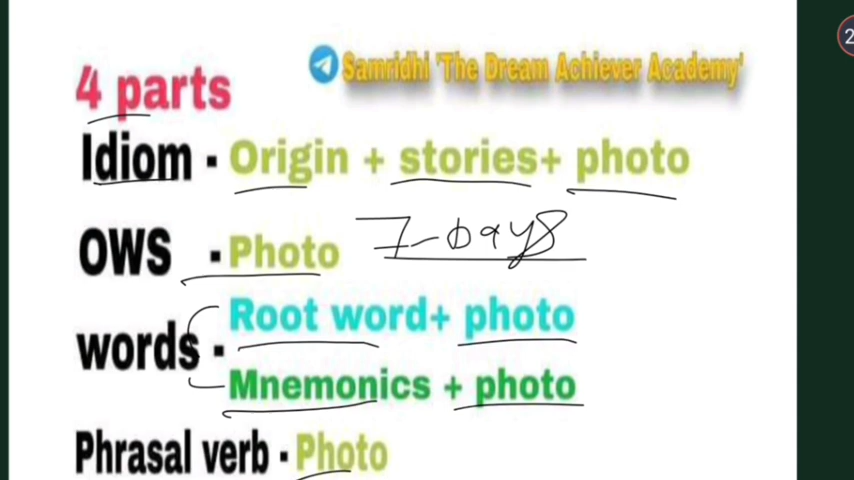 Samridhi 'The Dream Achiever Academy'
4 parts
Idiom - Origin + stories+ photo
OWS - Photo 7-Days
words - Root word+ photo
Mnemonics + photo
Phrasal verb - Photo
2